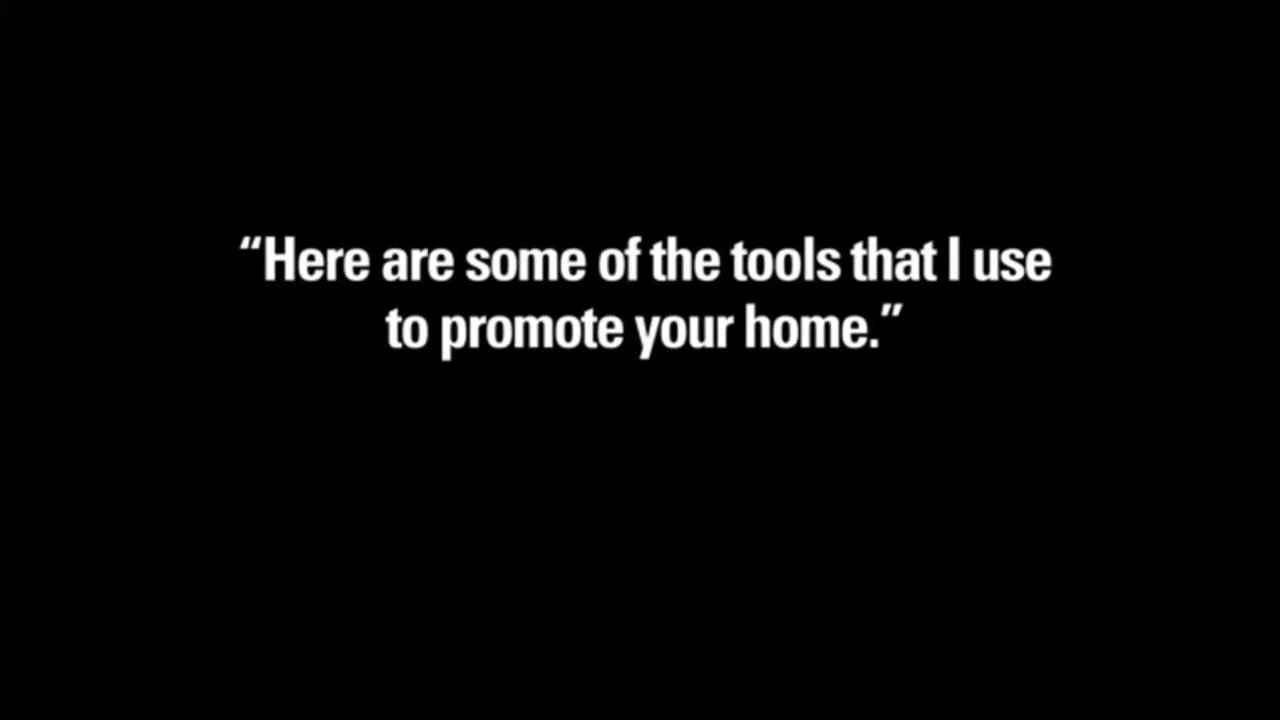 “Here are some of the tools that I use
to promote your home.”